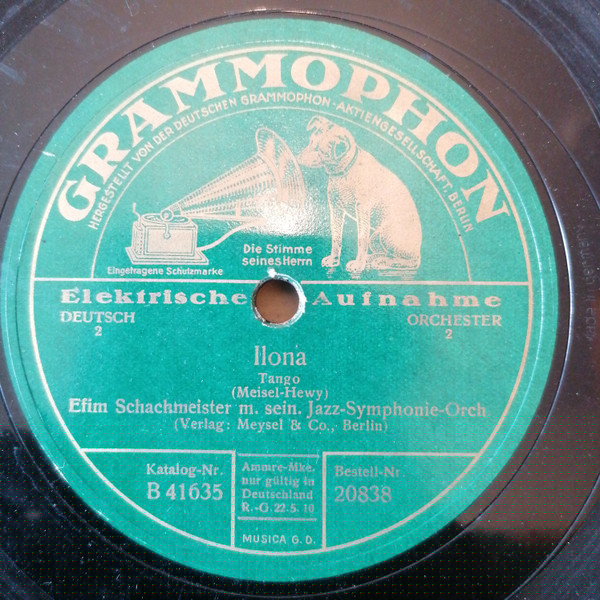 GRAMMOPHON
HERGESTELLT VON DER DEUTSCHEN GRAMMOPHON-AKTIENGESELLSCHAFT, BERLIN
Die Stimme
seines Herrn
Eingetragene Schutzmarke
Elektrische Aufnahme
DEUTSCH ORCHESTER
2 2
Ilona
Tango
(Meisel-Hewy)
Efim Schachmeister m. sein. Jazz-Symphonie-Orch
(Verlag: Meysel & Co., Berlin)
Katalog-Nr.
B 41635
Ammre-Mke.
nur gültig in
Deutschland
R.-G. 22.5.10
Bestell-Nr.
20838
MUSICA G. D.